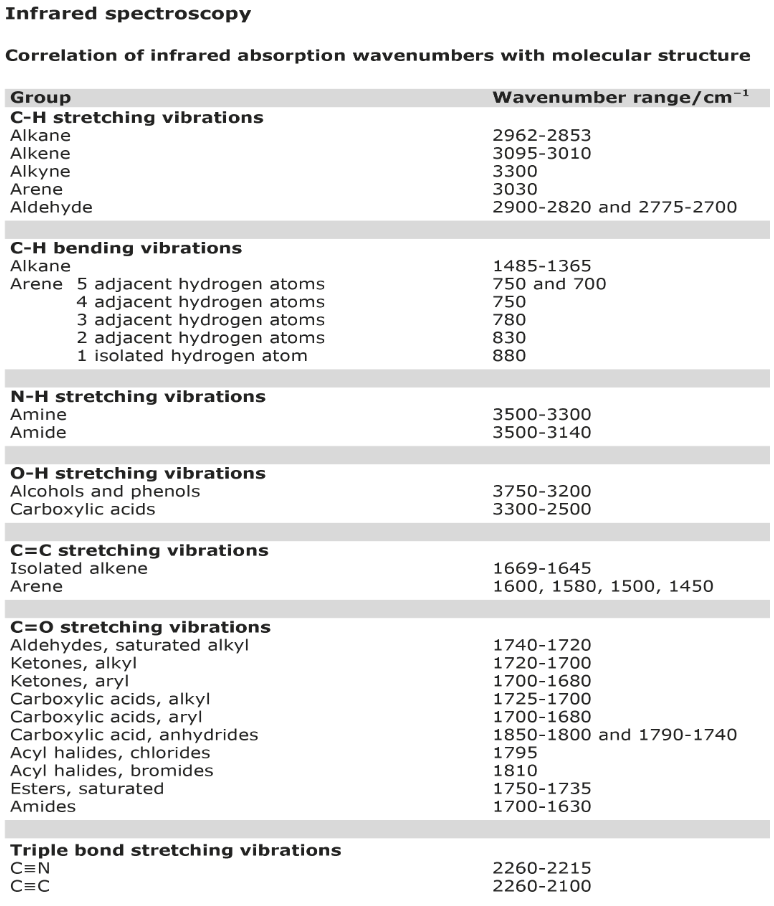 Infrared spectroscopy
Correlation of infrared absorption wavenumbers with molecular structure
Group Wavenumber range/cm⁻¹
C-H stretching vibrations
Alkane 2962-2853
Alkene 3095-3010
Alkyne 3300
Arene 3030
Aldehyde 2900-2820 and 2775-2700
C-H bending vibrations
Alkane 1485-1365
Arene 5 adjacent hydrogen atoms 750 and 700
4 adjacent hydrogen atoms 750
3 adjacent hydrogen atoms 780
2 adjacent hydrogen atoms 830
1 isolated hydrogen atom 880
N-H stretching vibrations
Amine 3500-3300
Amide 3500-3140
O-H stretching vibrations
Alcohols and phenols 3750-3200
Carboxylic acids 3300-2500
C=C stretching vibrations
Isolated alkene 1669-1645
Arene 1600, 1580, 1500, 1450
C=O stretching vibrations
Aldehydes, saturated alkyl 1740-1720
Ketones, alkyl 1720-1700
Ketones, aryl 1700-1680
Carboxylic acids, alkyl 1725-1700
Carboxylic acids, aryl 1700-1680
Carboxylic acid, anhydrides 1850-1800 and 1790-1740
Acyl halides, chlorides 1795
Acyl halides, bromides 1810
Esters, saturated 1750-1735
Amides 1700-1630
Triple bond stretching vibrations
C≡N 2260-2215
C≡C 2260-2100